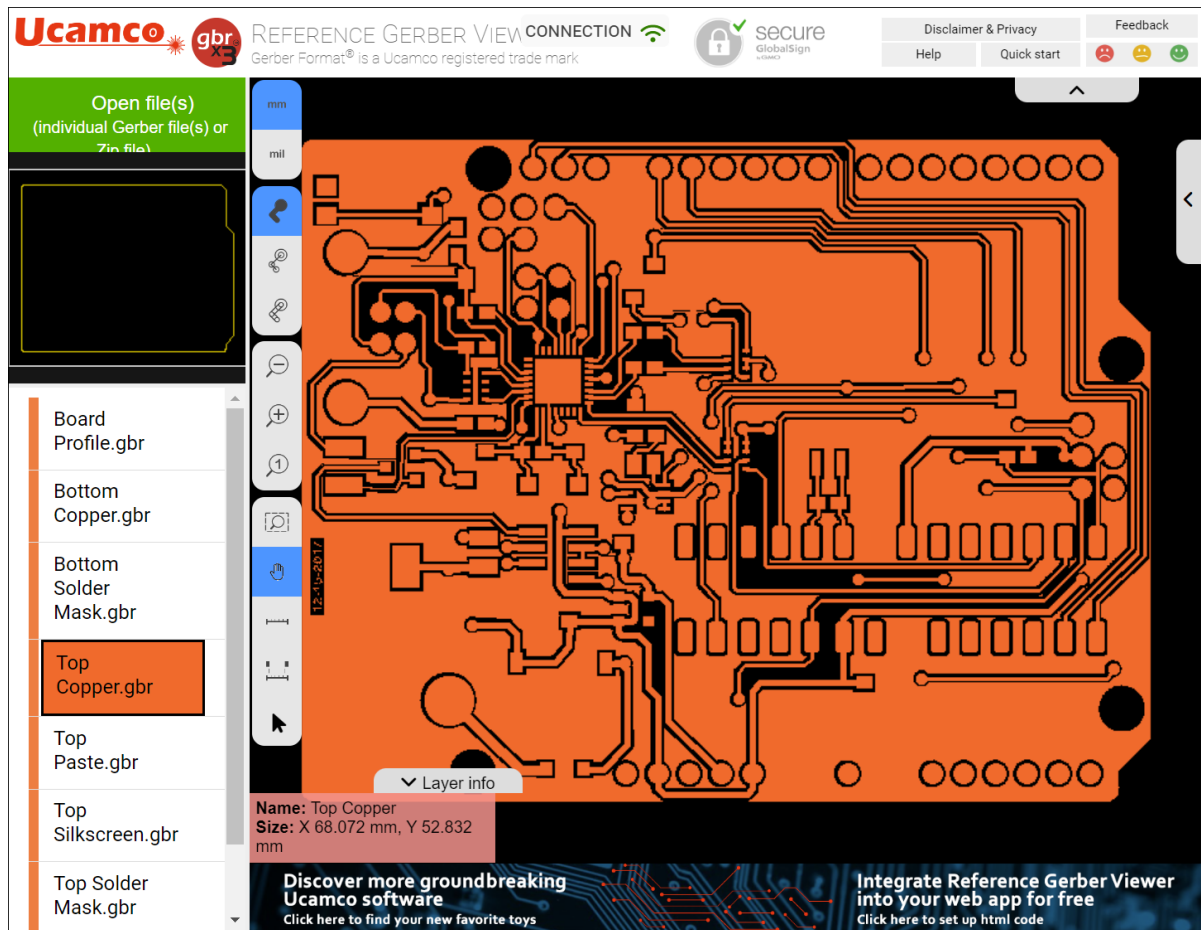 Ucamco
gbr
x3
REFERENCE GERBER VIEW
CONNECTION
Gerber Format® is a Ucamco registered trade mark
secure
GlobalSign
Disclaimer & Privacy
Help
Quick start
Feedback
Open file(s)
(individual Gerber file(s) or
Zip file)
mm
mil
1
Board
Profile.gbr
Bottom
Copper.gbr
Bottom
Solder
Mask.gbr
Top
Copper.gbr
Top
Paste.gbr
Top
Silkscreen.gbr
Top Solder
Mask.gbr
Layer info
Name: Top Copper
Size: X 68.072 mm, Y 52.832
mm
Discover more groundbreaking
Ucamco software
Click here to find your new favorite toys
Integrate Reference Gerber Viewer
into your web app for free
Click here to set up html code